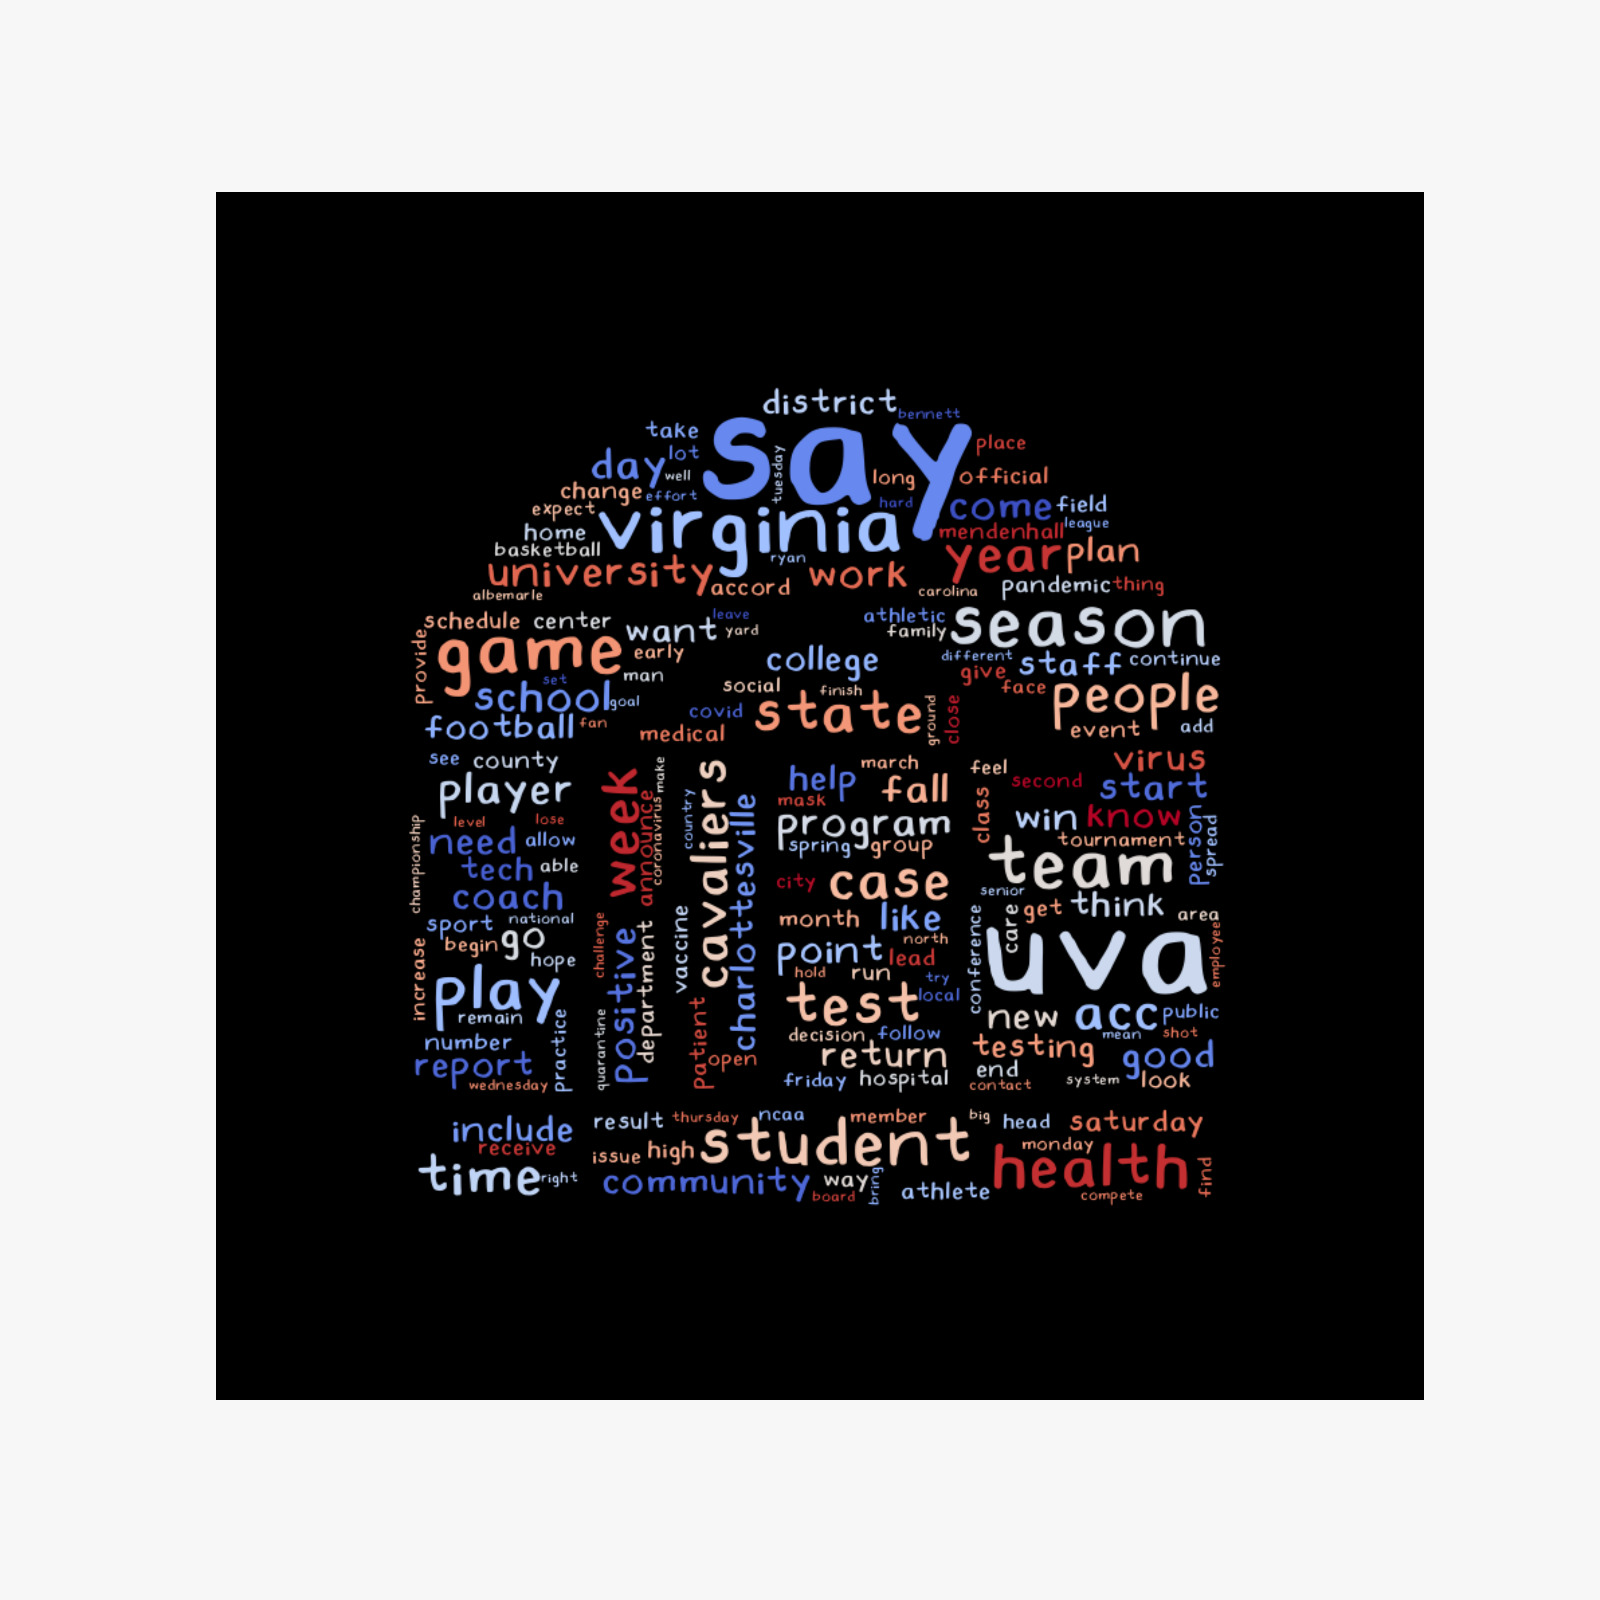 district
bennett
take
say
place
lot
day
well
tuesday
long
official
change
effort
hard
come
field
expect
virginia
league
home
mendenhall
basketball
ryan
year
plan
university
accord
work
pandemic
thing
albemarle
carolina
schedule
center
want
leave
yard
athletic
family
season
provide
game
early
college
different
staff
continue
set
man
give
school
goal
social
finish
face
people
football
fan
covid
state
ground
close
event
add
medical
see
county
make
cavaliers
march
feel
virus
player
week
announce
coronavirus
country
charlottesville
help
fall
second
start
mask
class
win
know
championship
level
lose
program
tournament
person
spread
need
allow
spring
group
team
tech
able
city
case
senior
coach
month
like
care
get
think
area
sport
national
challenge
positive
department
vaccine
north
conference
uva
employee
increase
begin
go
point
lead
hope
hold
run
try
play
test
local
remain
practice
quarantine
patient
new
acc
public
number
decision
follow
mean
shot
report
open
return
testing
good
end
wednesday
friday
hospital
contact
system
look
include
result
thursday
ncaa
member
big
head
saturday
receive
issue
high
student
monday
time
right
community
way
board
bring
athlete
health
compete
find